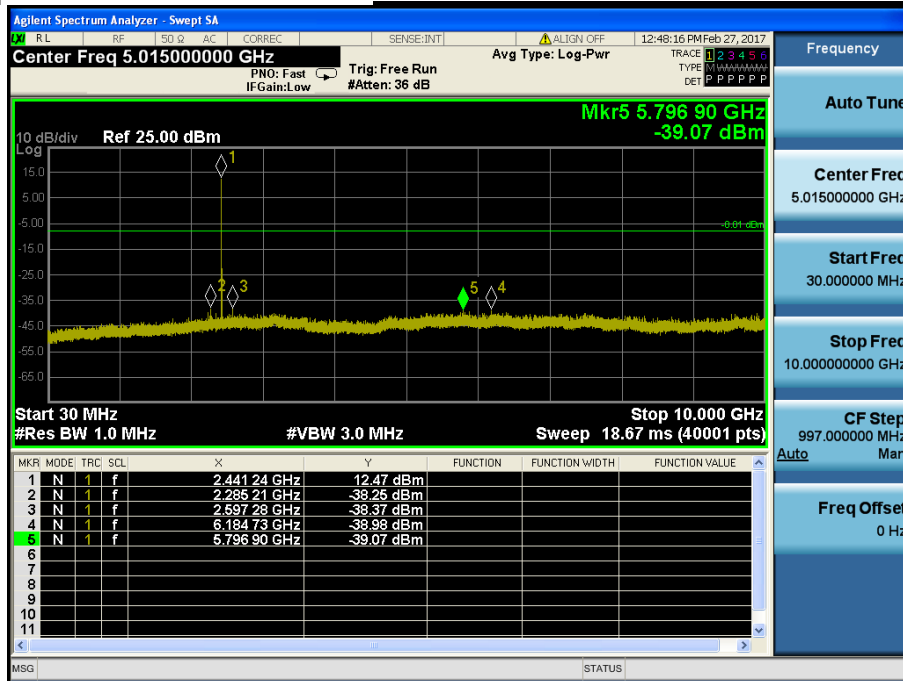 Agilent Spectrum Analyzer - Swept SA
LXI RL RF 50 Ω AC CORREC SENSE:INT ALIGN OFF 12:48:16 PM Feb 27, 2017
Center Freq 5.015000000 GHz
PNO: Fast
IFGain:Low
Trig: Free Run
#Atten: 36 dB
Avg Type: Log-Pwr
TRACE 1 2 3 4 5 6
TYPE M W W W W W
DET P P P P P P
Mkr5 5.796 90 GHz
-39.07 dBm
10 dB/div Ref 25.00 dBm
Log
15.0
5.00
-5.00
-15.0
-25.0
-35.0
-45.0
-55.0
-65.0
-0.01 dBm
1
2
3
5
4
Start 30 MHz Stop 10.000 GHz
#Res BW 1.0 MHz #VBW 3.0 MHz Sweep 18.67 ms (40001 pts)
MKR MODE TRC SCL X Y FUNCTION FUNCTION WIDTH FUNCTION VALUE
1 N 1 f 2.441 24 GHz 12.47 dBm
2 N 1 f 2.285 21 GHz -38.25 dBm
3 N 1 f 2.597 28 GHz -38.37 dBm
4 N 1 f 6.184 73 GHz -38.98 dBm
5 N 1 f 5.796 90 GHz -39.07 dBm
6
7
8
9
10
11
MSG STATUS
Frequency
Auto Tune
Center Freq
5.015000000 GHz
Start Freq
30.000000 MHz
Stop Freq
10.000000000 GHz
CF Step
997.000000 MHz
Auto Man
Freq Offset
0 Hz